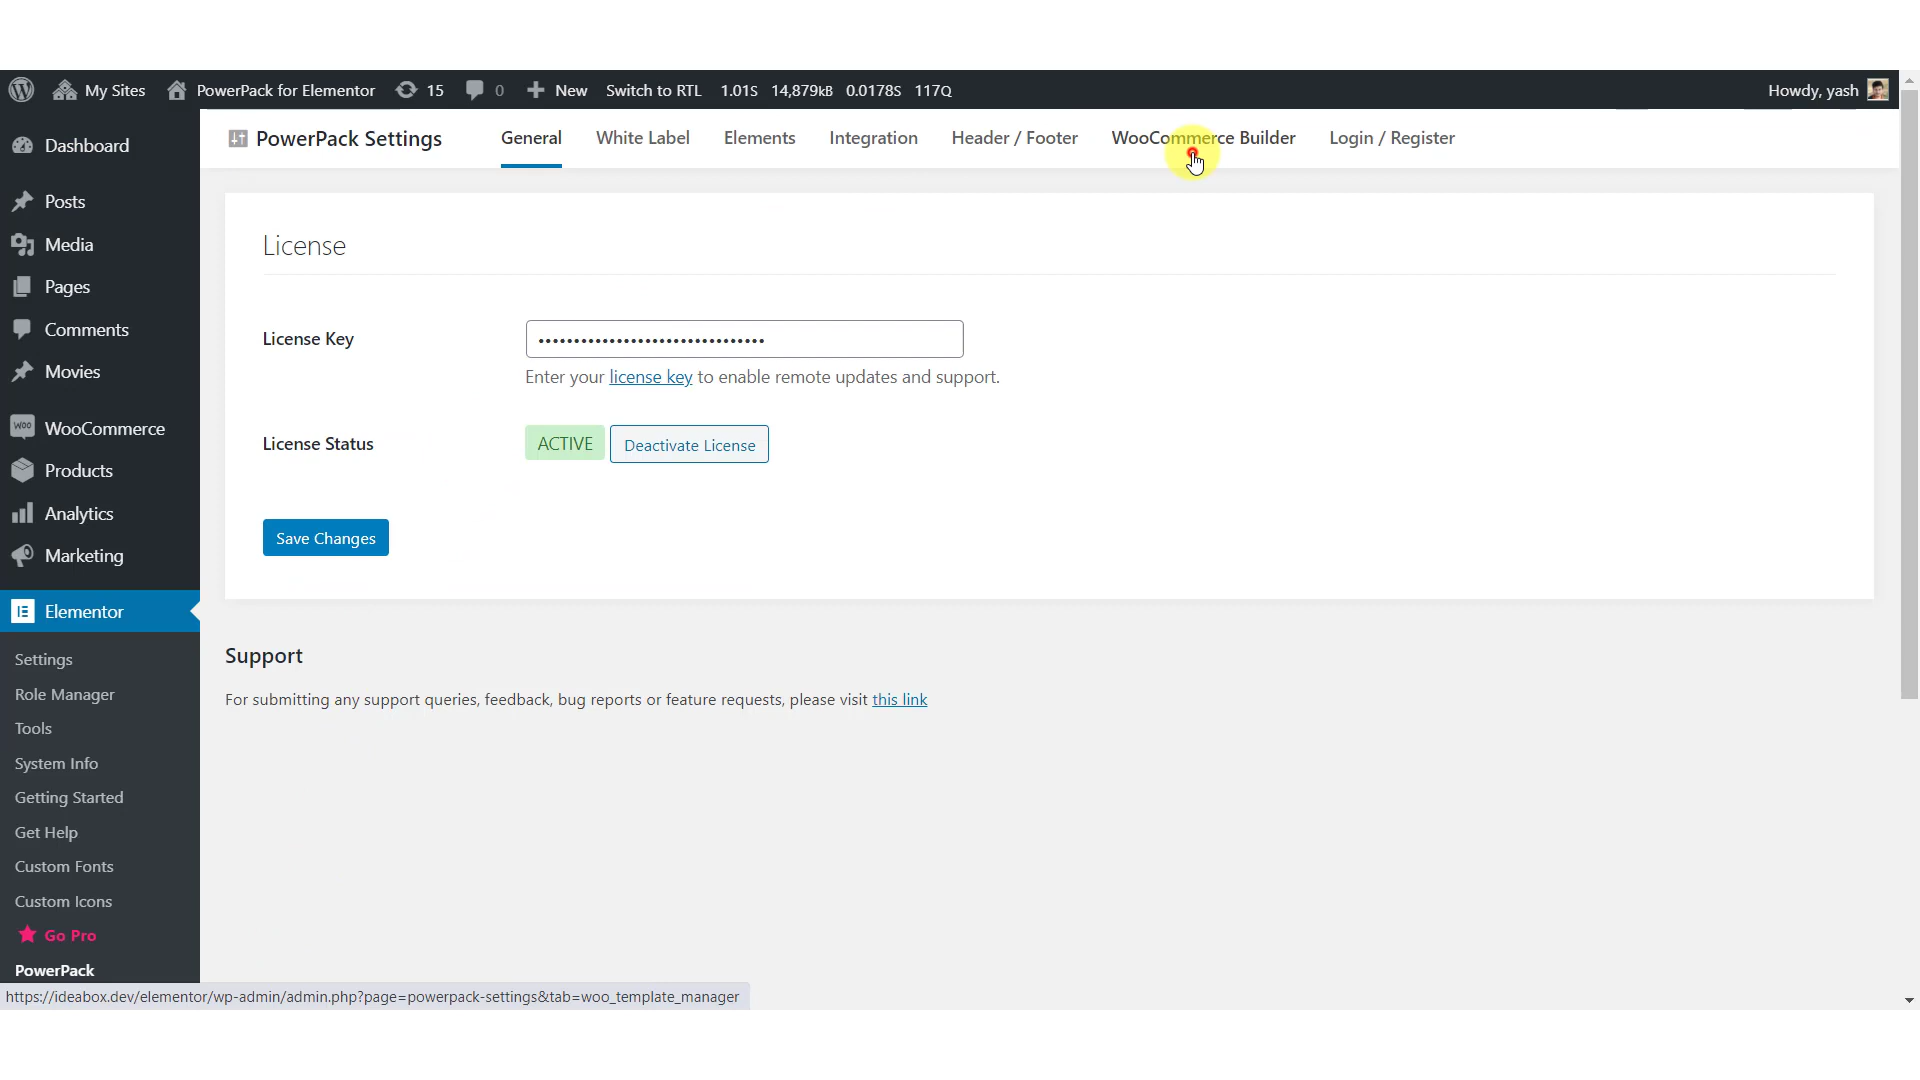 My Sites PowerPack for Elementor 15 0 New Switch to RTL 1.01S 14,879KB 0.0178S 117Q Howdy, yash
PowerPack Settings General White Label Elements Integration Header / Footer WooCommerce Builder Login / Register
Dashboard
Posts
Media
Pages
Comments
Movies
WooCommerce
Products
Analytics
Marketing
Elementor
Settings
Role Manager
Tools
System Info
Getting Started
Get Help
Custom Fonts
Custom Icons
Go Pro
PowerPack
License
License Key ••••••••••••••••••••••••••••••••
Enter your license key to enable remote updates and support.
License Status ACTIVE Deactivate License
Save Changes
Support
For submitting any support queries, feedback, bug reports or feature requests, please visit this link
https://ideabox.dev/elementor/wp-admin/admin.php?page=powerpack-settings&tab=woo_template_manager